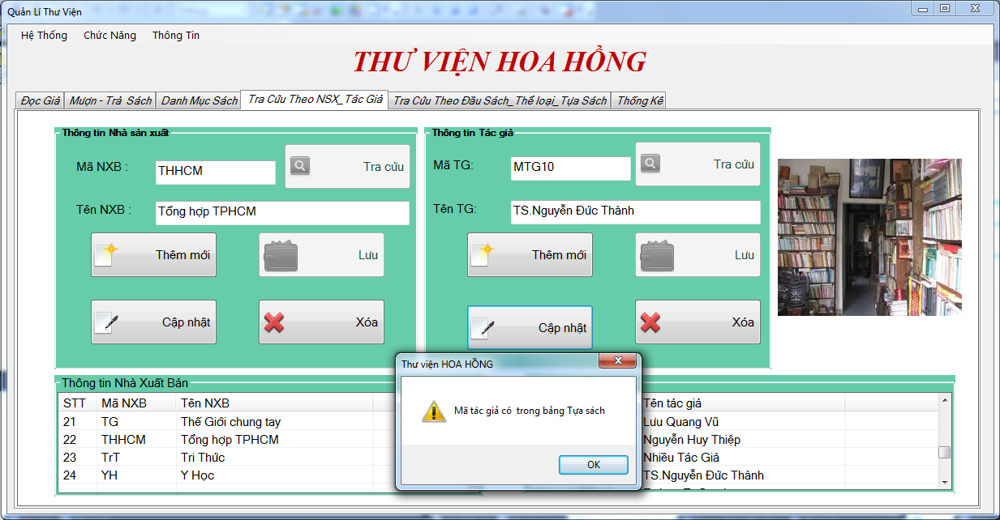 Quản Lí Thư Viện
Hệ Thống Chức Năng Thông Tin
THƯ VIỆN HOA HỒNG
Đọc Giả Mượn - Trả Sách Danh Mục Sách Tra Cứu Theo NSX_Tác Giả Tra Cứu Theo Đầu Sách_Thể loại_Tựa Sách Thống Kê
Thông tin Nhà sản xuất
Mã NXB : THHCM Tra cứu
Tên NXB : Tổng hợp TPHCM
Thêm mới Lưu
Cập nhật Xóa
Thông tin Tác giả
Mã TG: MTG10 Tra cứu
Tên TG: TS.Nguyễn Đức Thành
Thêm mới Lưu
Cập nhật Xóa
Thông tin Nhà Xuất Bản
STT Mã NXB Tên NXB
21 TG Thế Giới chung tay
22 THHCM Tổng hợp TPHCM
23 TrT Tri Thức
24 YH Y Học
Thư viện HOA HỒNG
Mã tác giả có trong bảng Tựa sách
OK
Tên tác giả
Lưu Quang Vũ
Nguyễn Huy Thiệp
Nhiều Tác Giả
TS.Nguyễn Đức Thành